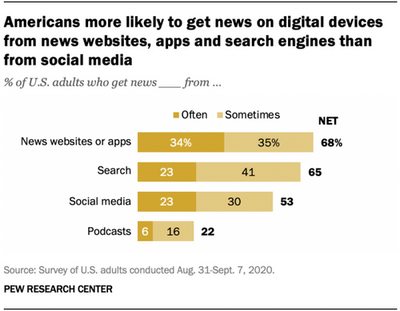 Americans more likely to get news on digital devices
from news websites, apps and search engines than
from social media
% of U.S. adults who get news ___ from ...
Often Sometimes
NET
News websites or apps 34% 35% 68%
Search 23 41 65
Social media 23 30 53
Podcasts 6 16 22
Source: Survey of U.S. adults conducted Aug. 31-Sept. 7, 2020.
PEW RESEARCH CENTER